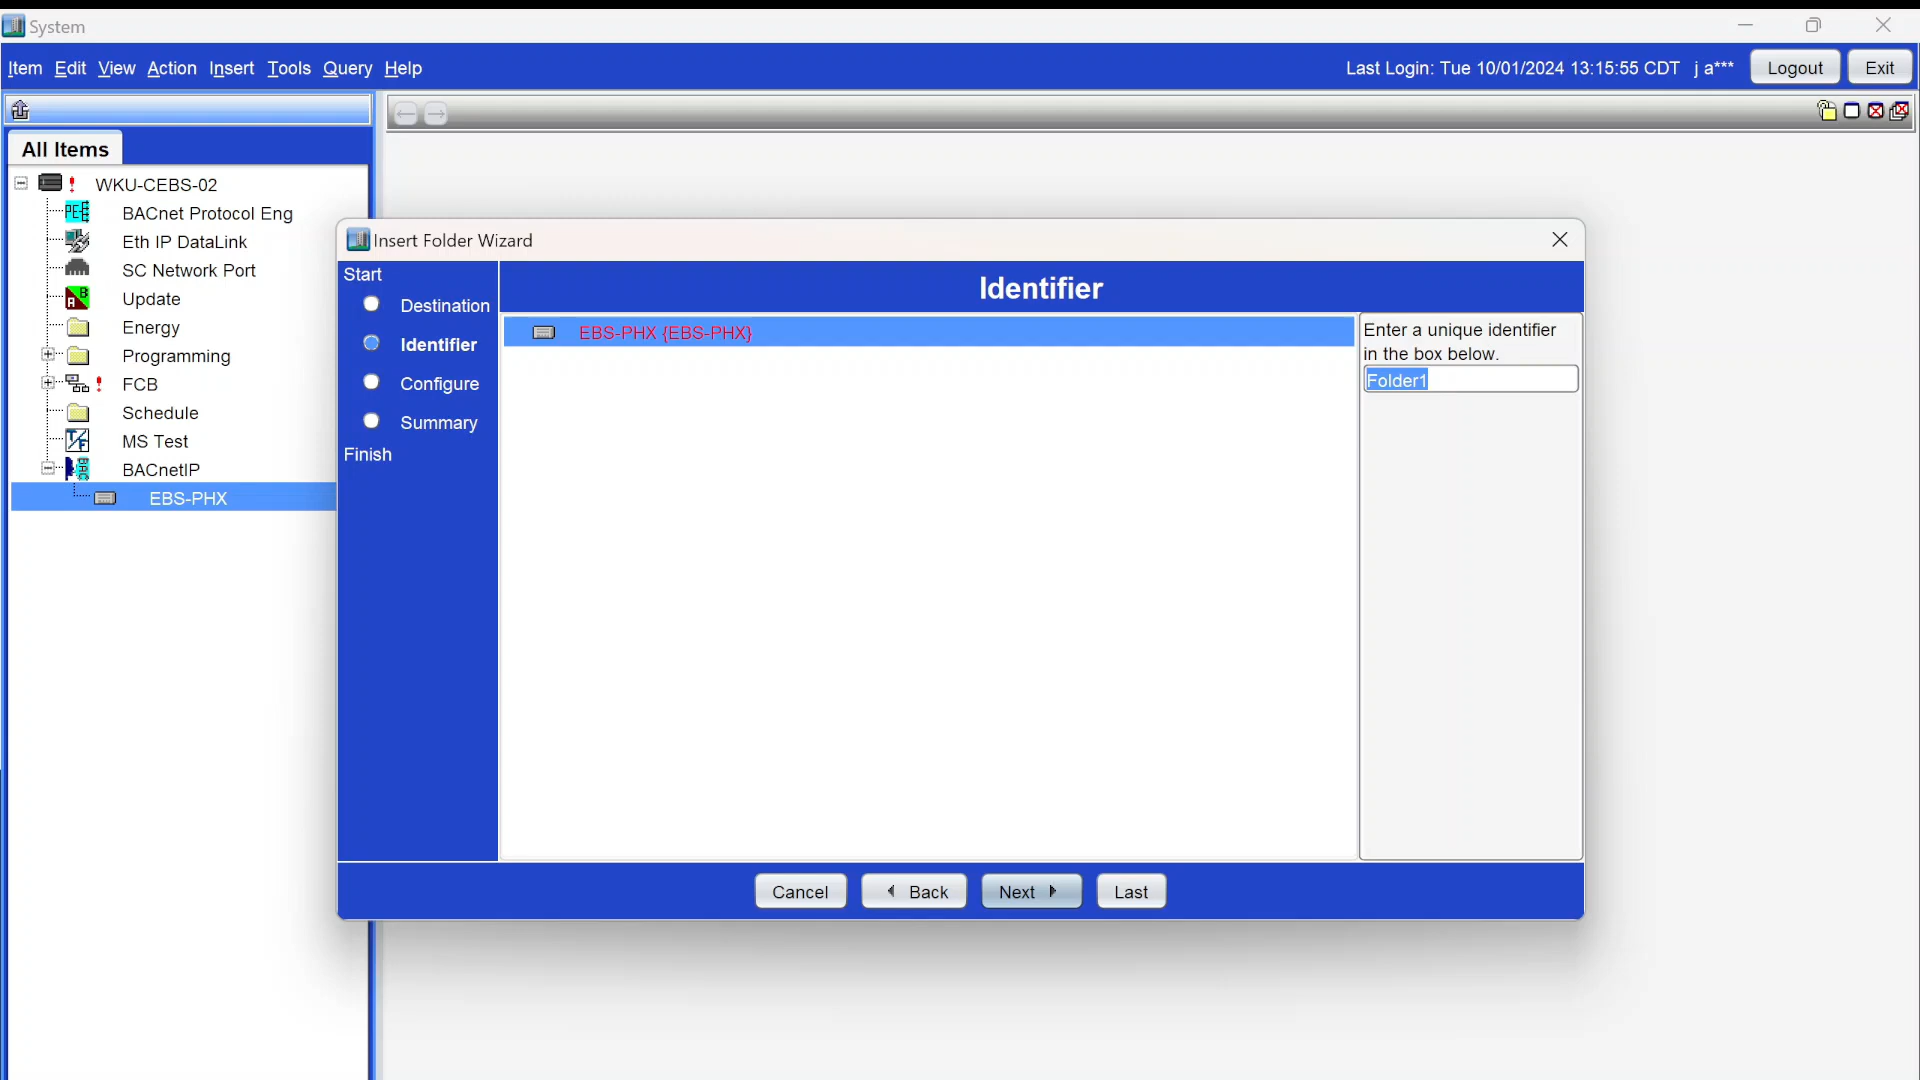 System
Item Edit View Action Insert Tools Query Help
Last Login: Tue 10/01/2024 13:15:55 CDT j a*** Logout Exit
All Items
WKU-CEBS-02
BACnet Protocol Eng
Eth IP DataLink
SC Network Port
Update
Energy
Programming
FCB
Schedule
MS Test
BACnetIP
EBS-PHX
Insert Folder Wizard
Start
Destination
Identifier
Configure
Summary
Finish
Identifier
EBS-PHX {EBS-PHX}
Enter a unique identifier
in the box below.
Folder1
Cancel Back Next Last